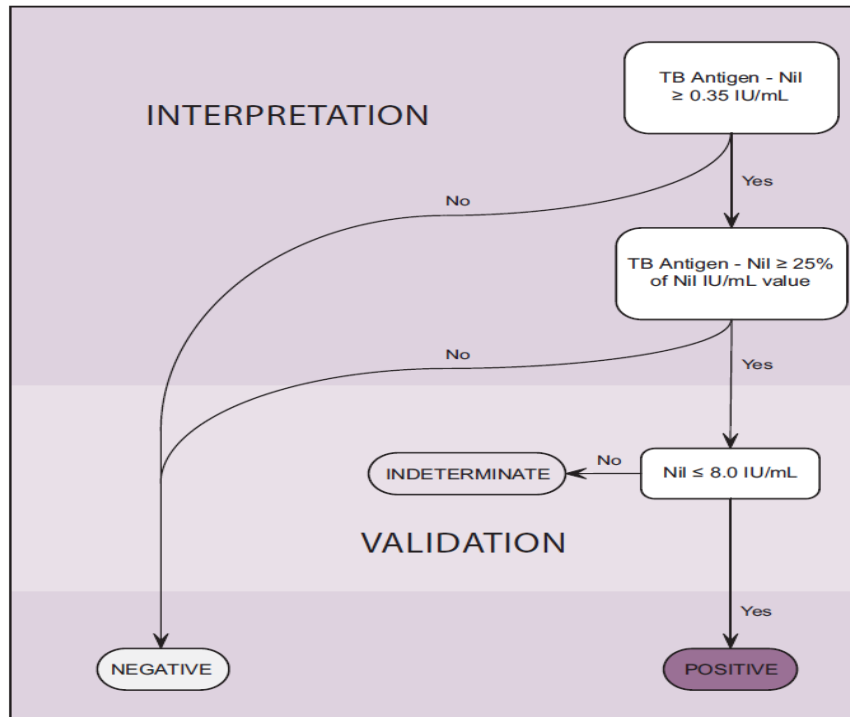 TB Antigen - Nil
≥ 0.35 IU/mL
INTERPRETATION
Yes
No
TB Antigen - Nil ≥ 25%
of Nil IU/mL value
No
Yes
No
INDETERMINATE
Nil ≤ 8.0 IU/mL
VALIDATION
Yes
NEGATIVE
POSITIVE